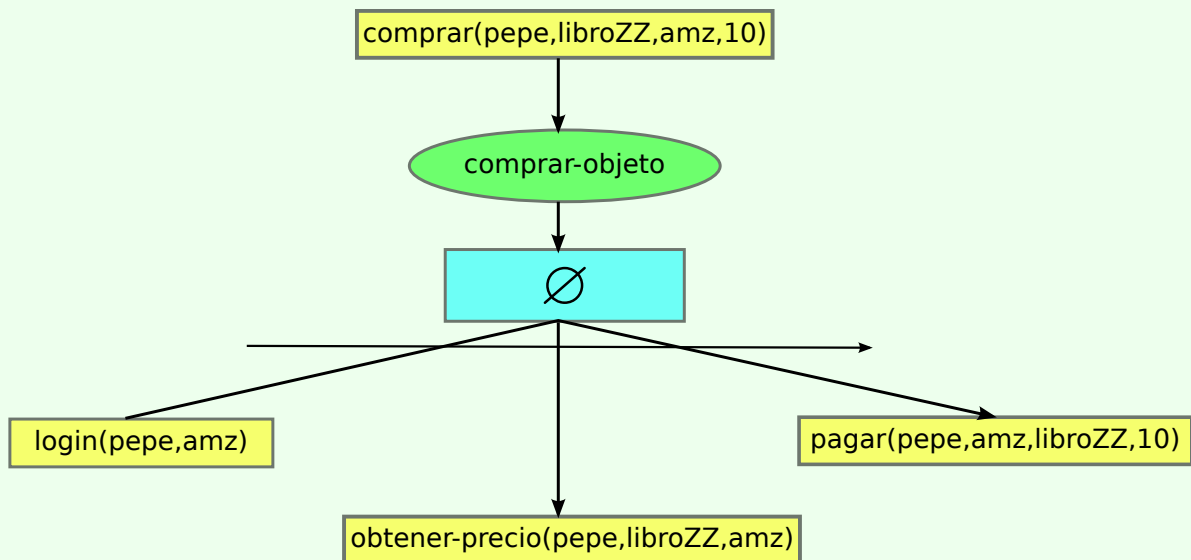 comprar(pepe,libroZZ,amz,10)
comprar-objeto
∅
login(pepe,amz)
pagar(pepe,amz,libroZZ,10)
obtener-precio(pepe,libroZZ,amz)